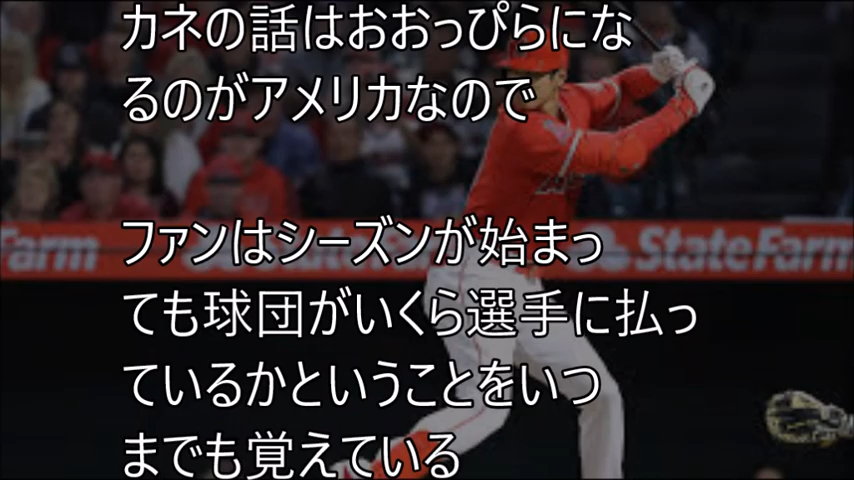 カネの話はおおっぴらにな
るのがアメリカなので
ファンはシーズンが始まっ
ても球団がいくら選手に払っ
ているかということをいつ
までも覚えている
Farm
StateFarm